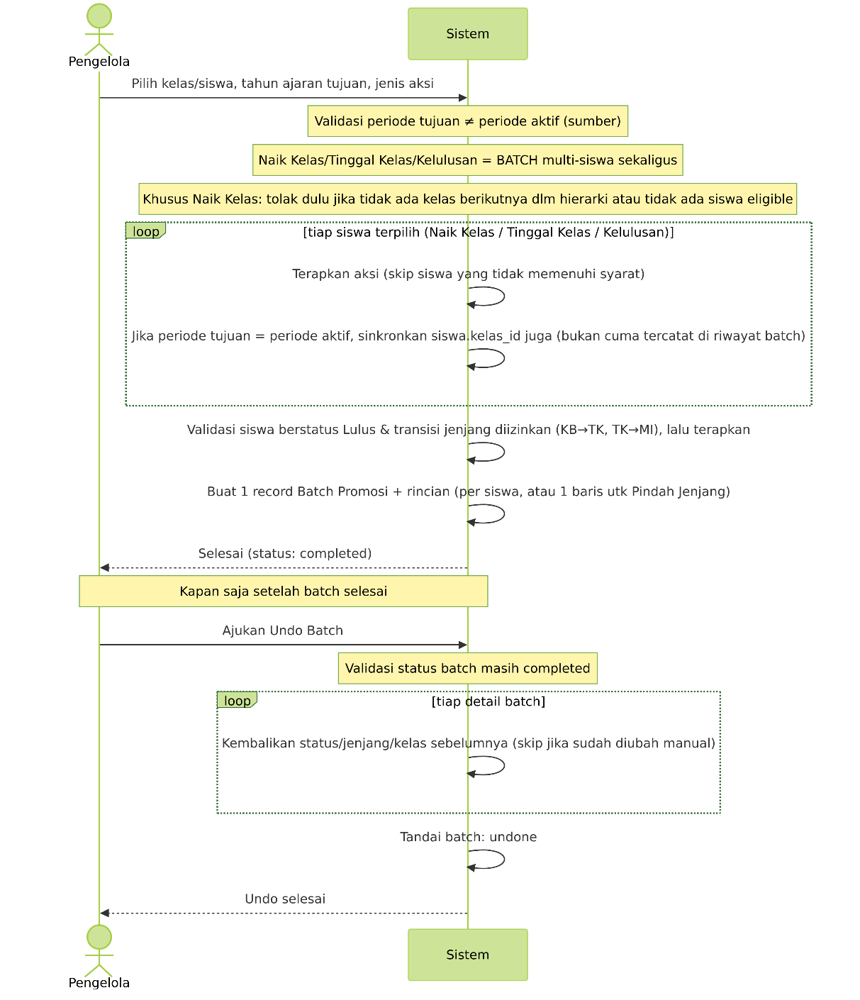 Sistem
Pengelola
Pilih kelas/siswa, tahun ajaran tujuan, jenis aksi
Validasi periode tujuan ≠ periode aktif (sumber)
Naik Kelas/Tinggal Kelas/Kelulusan = BATCH multi-siswa sekaligus
Khusus Naik Kelas: tolak dulu jika tidak ada kelas berikutnya dlm hierarki atau tidak ada siswa eligible
loop
[tiap siswa terpilih (Naik Kelas / Tinggal Kelas / Kelulusan)]
Terapkan aksi (skip siswa yang tidak memenuhi syarat)
Jika periode tujuan = periode aktif, sinkronkan siswa.kelas_id juga (bukan cuma tercatat di riwayat batch)
Validasi siswa berstatus Lulus & transisi jenjang diizinkan (KB→TK, TK→MI), lalu terapkan
Buat 1 record Batch Promosi + rincian (per siswa, atau 1 baris utk Pindah Jenjang)
Selesai (status: completed)
Kapan saja setelah batch selesai
Ajukan Undo Batch
Validasi status batch masih completed
loop
[tiap detail batch]
Kembalikan status/jenjang/kelas sebelumnya (skip jika sudah diubah manual)
Tandai batch: undone
Undo selesai
Sistem
Pengelola